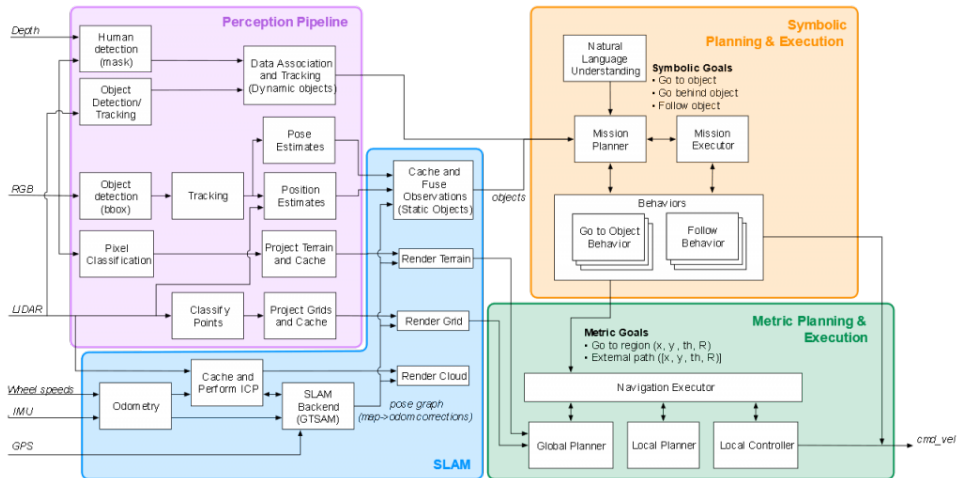 Perception Pipeline
Depth
Human
detection
(mask)
Data Association
and Tracking
(Dynamic objects)
Object
Detection/
Tracking
Pose
Estimates
RGB
Object
detection
(bbox)
Tracking
Position
Estimates
Pixel
Classification
Project Terrain
and Cache
LIDAR
Classify
Points
Project Grids
and Cache
Cache and
Fuse
Observations
(Static Objects)
objects
Render Terrain
Render Grid
Render Cloud
Wheel speeds
IMU
GPS
Odometry
Cache and
Perform ICP
SLAM
Backend
(GTSAM)
pose graph
(map->odom corrections)
SLAM
Symbolic
Planning & Execution
Natural
Language
Understanding
Symbolic Goals
• Go to object
• Go behind object
• Follow object
Mission
Planner
Mission
Executor
Behaviors
Go to Object
Behavior
Follow
Behavior
Metric Planning &
Execution
Metric Goals
• Go to region (x, y , th, R)
• External path ([x, y, th, R)]
Navigation Executor
Global Planner
Local Planner
Local Controller
cmd_vel